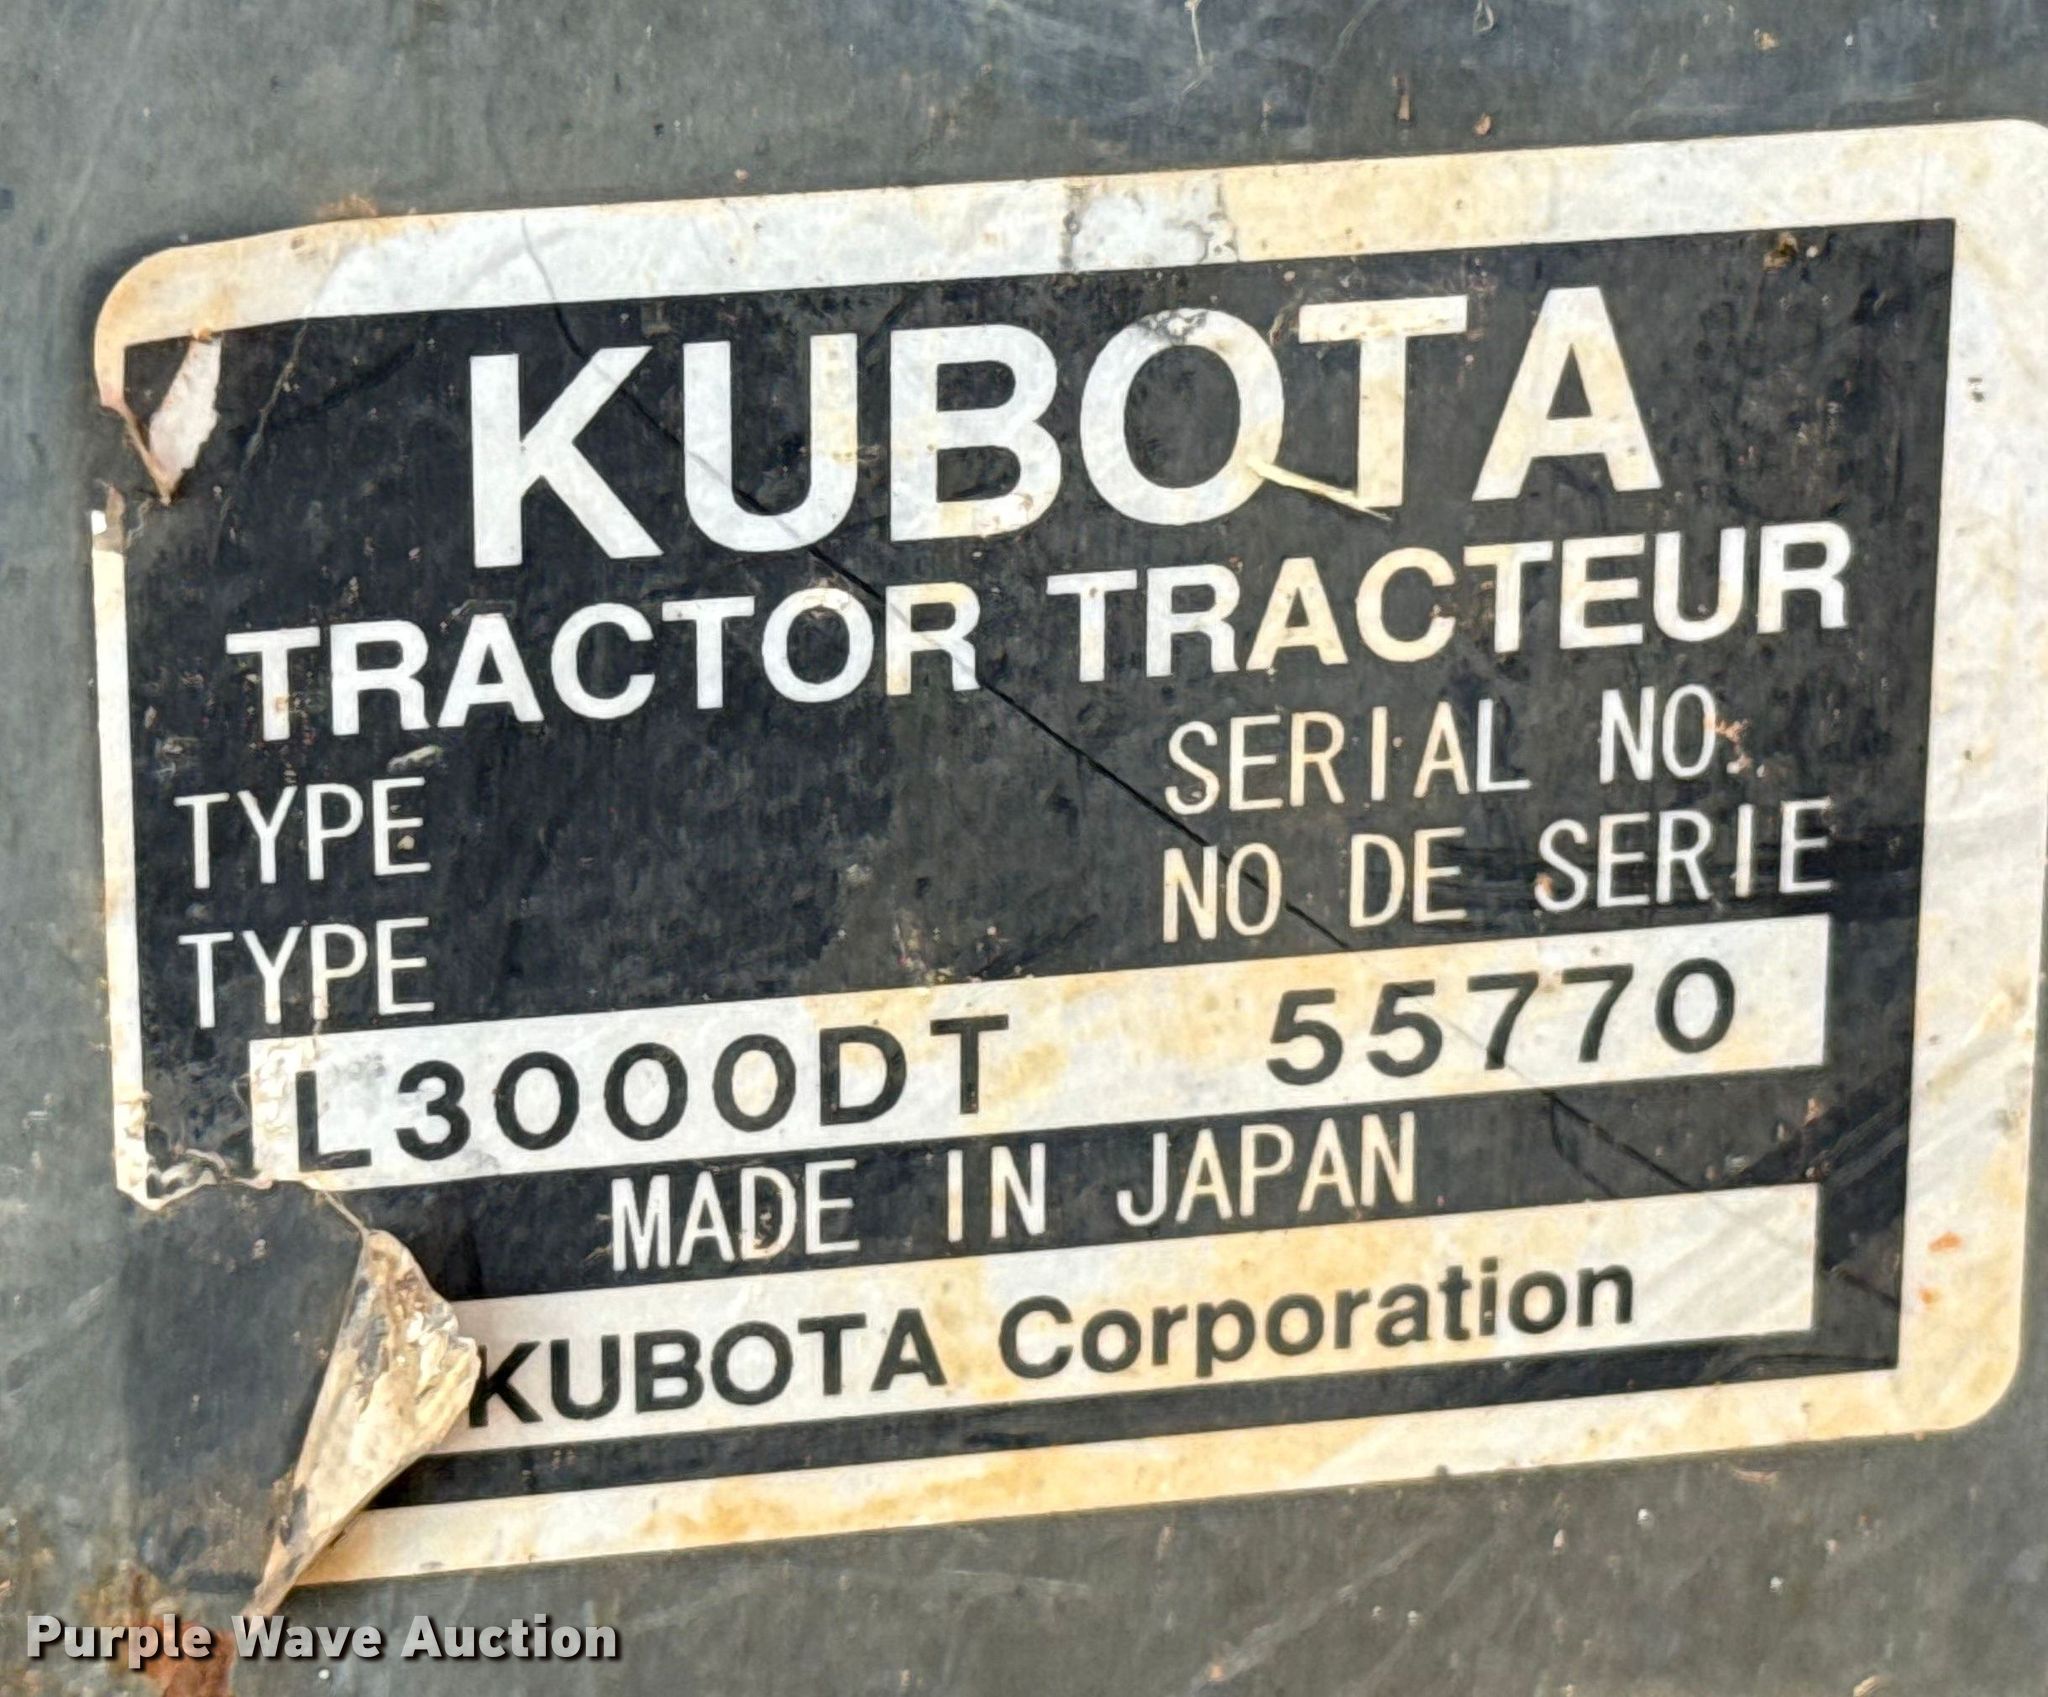 KUBOTA
TRACTOR TRACTEUR
TYPE SERIAL NO.
TYPE NO DE SERIE
L3000DT 55770
MADE IN JAPAN
KUBOTA Corporation
Purple Wave Auction